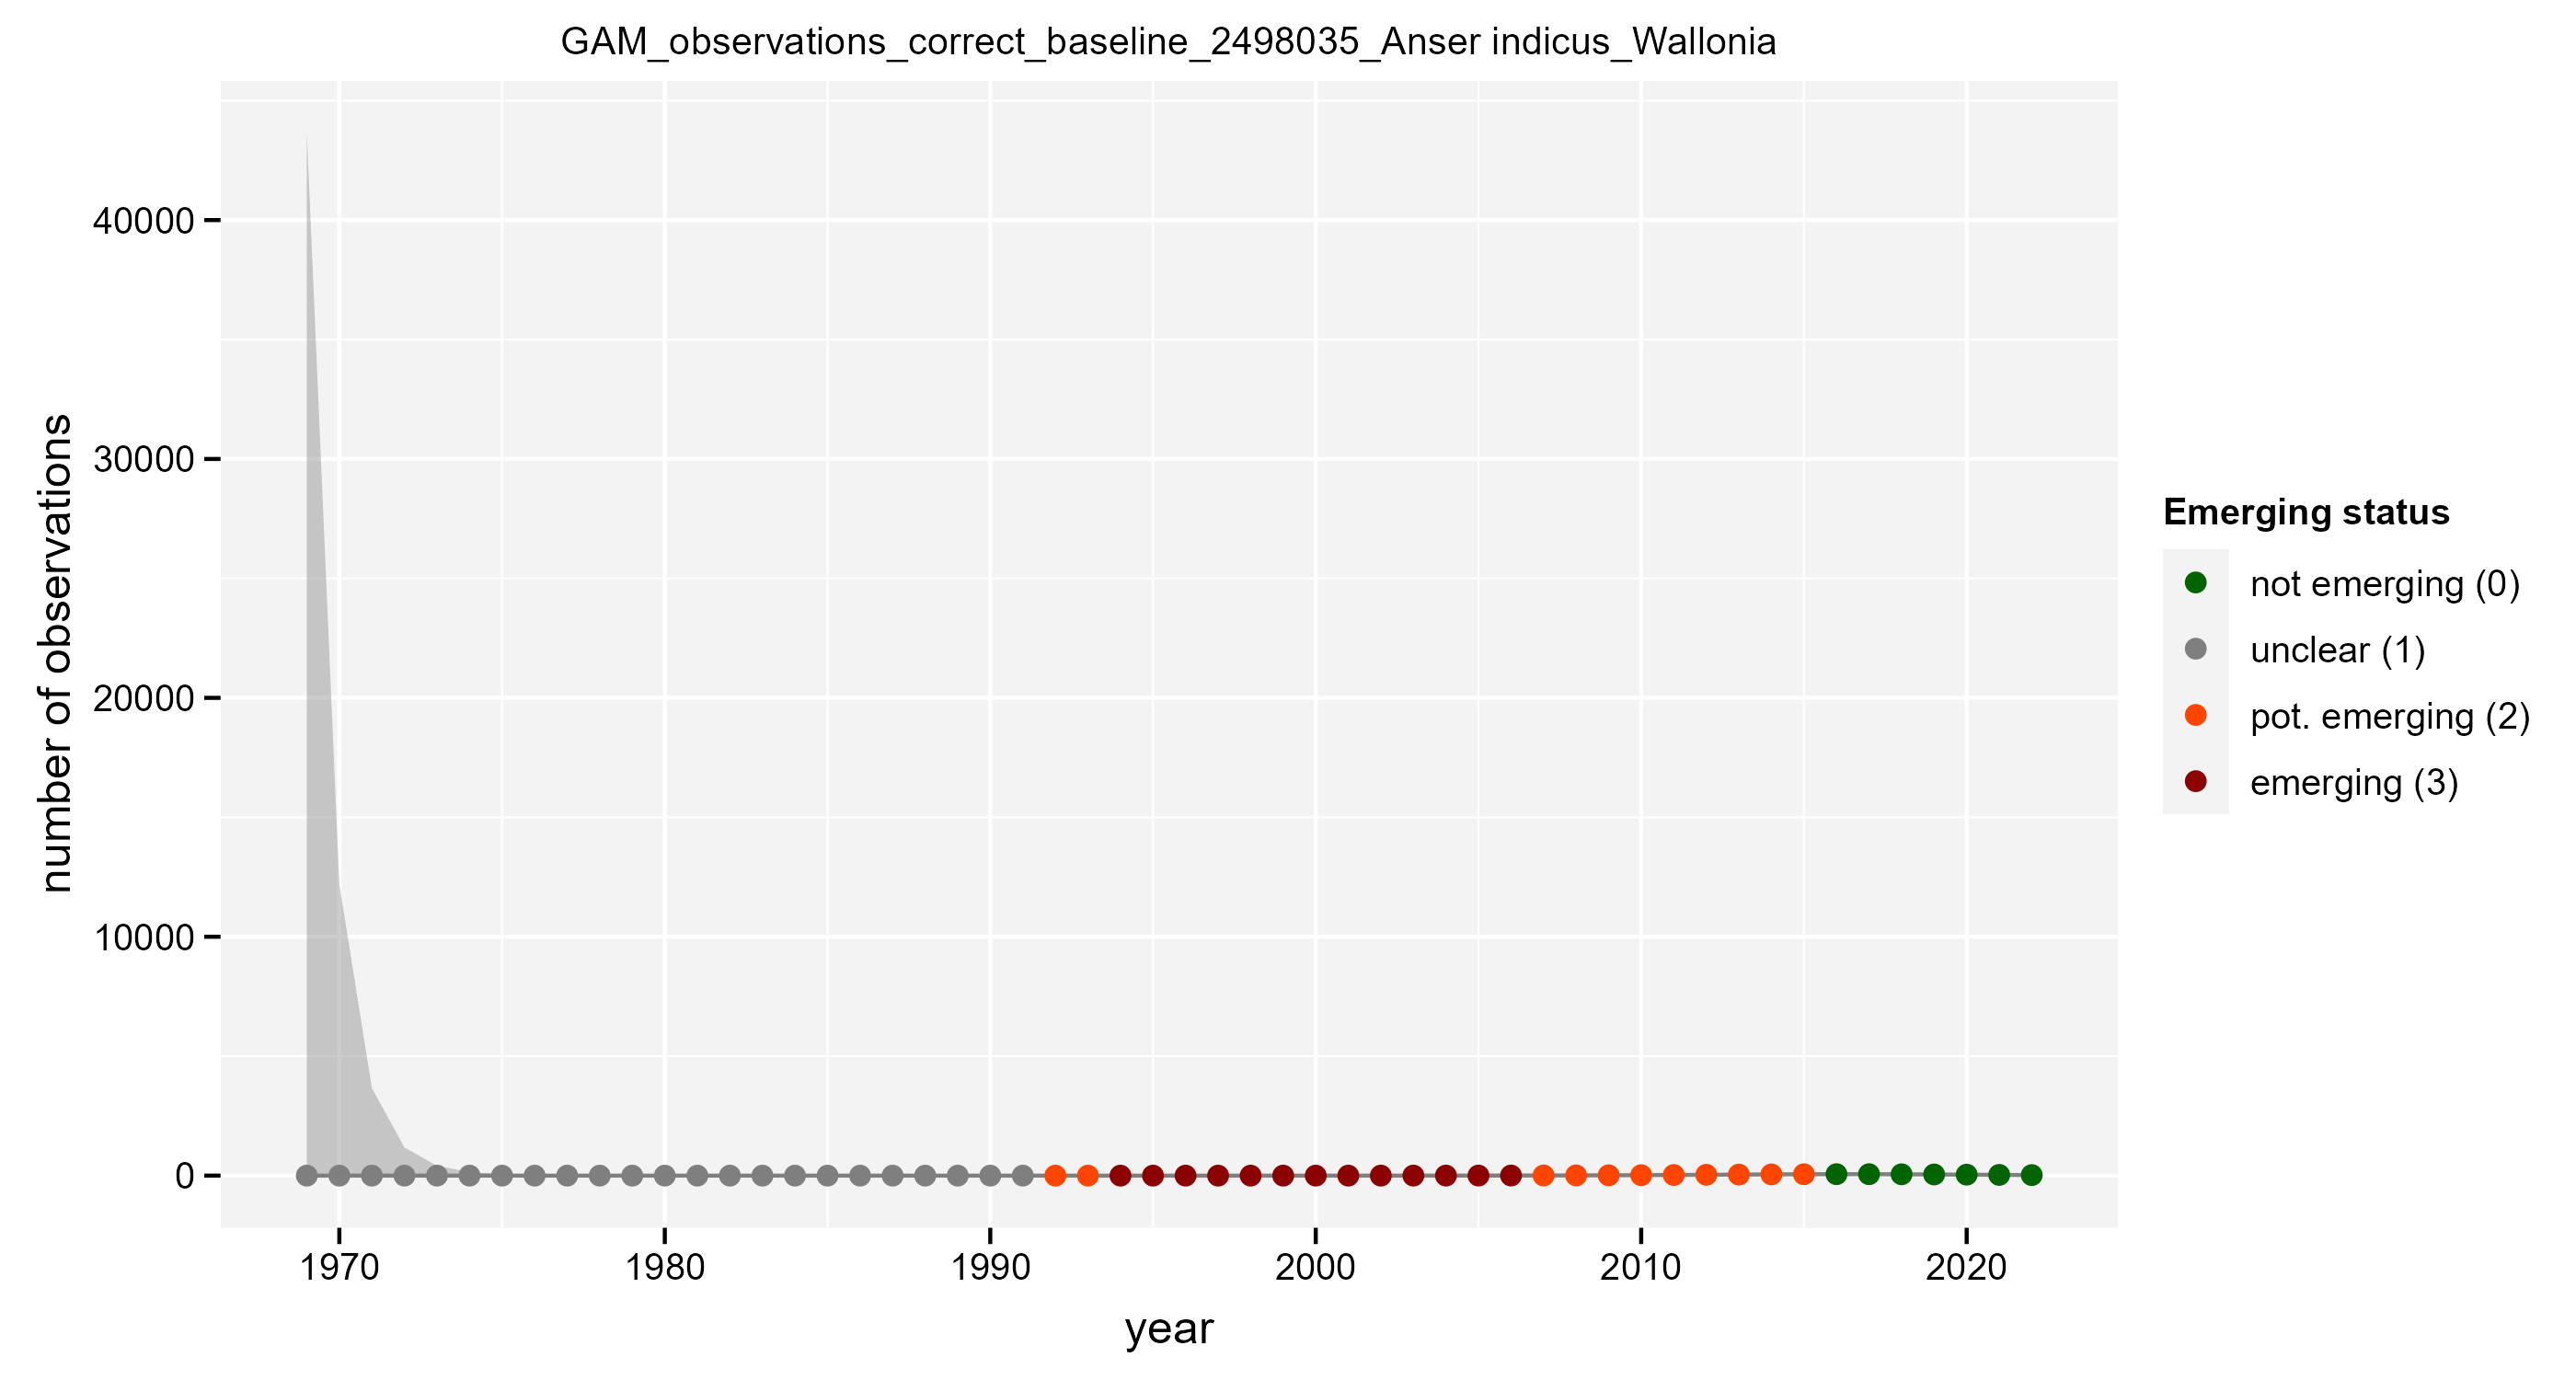 GAM_observations_correct_baseline_2498035_Anser indicus_Wallonia
number of observations
40000
30000
20000
10000
0
1970
1980
1990
2000
2010
2020
year
Emerging status
not emerging (0)
unclear (1)
pot. emerging (2)
emerging (3)